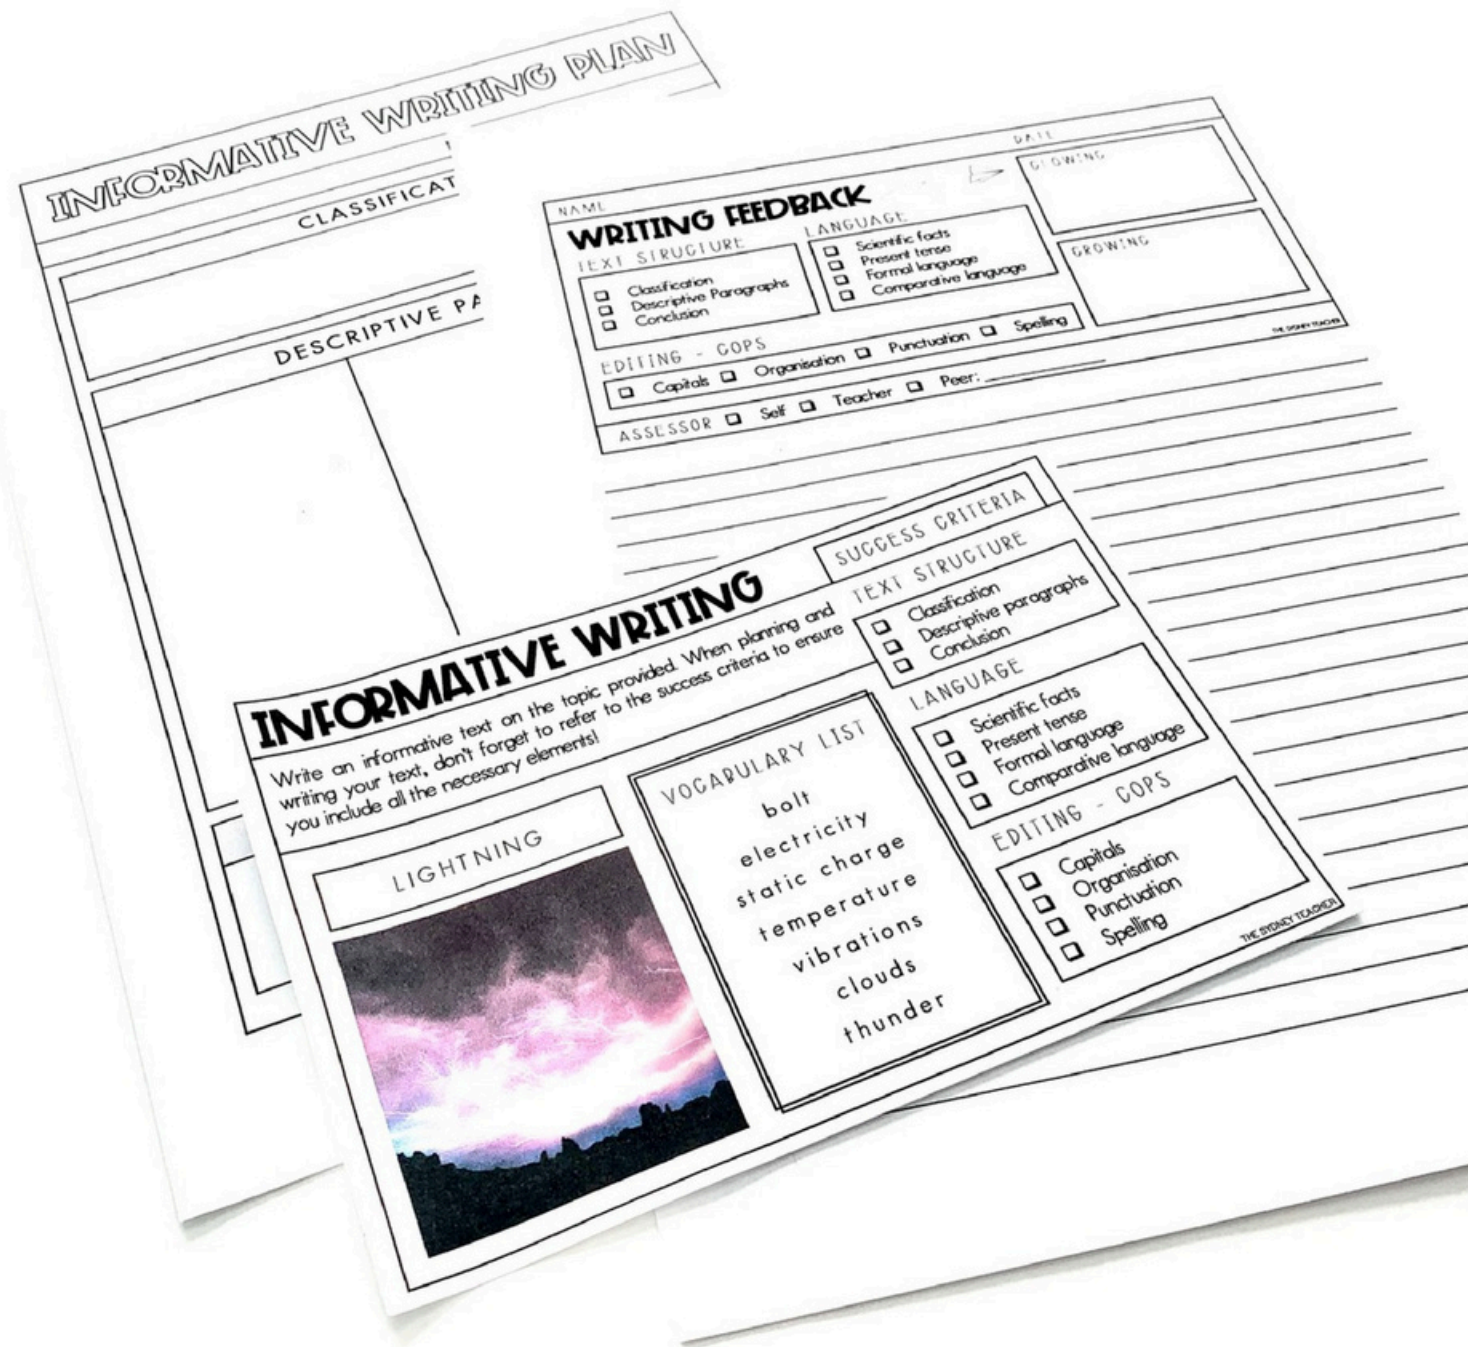 INFORMATIVE WRITING PLAN
CLASSIFICAT
DESCRIPTIVE PA
NAME
DATE
WRITING FEEDBACK
TEXT STRUCTURE
Classification
Descriptive Paragraphs
Conclusion
LANGUAGE
Scientific facts
Present tense
Formal language
Comparative language
GLOWING
GROWING
EDITING - COPS
Capitals Organisation Punctuation Spelling
ASSESSOR Self Teacher Peer:
THE SYDNEY TEACHER
INFORMATIVE WRITING
Write an informative text on the topic provided. When planning and
writing your text, don't forget to refer to the success criteria to ensure
you include all the necessary elements!
LIGHTNING
VOCABULARY LIST
bolt
electricity
static charge
temperature
vibrations
clouds
thunder
SUCCESS CRITERIA
TEXT STRUCTURE
Classification
Descriptive paragraphs
Conclusion
LANGUAGE
Scientific facts
Present tense
Formal language
Comparative language
EDITING - COPS
Capitals
Organisation
Punctuation
Spelling
THE SYDNEY TEACHER